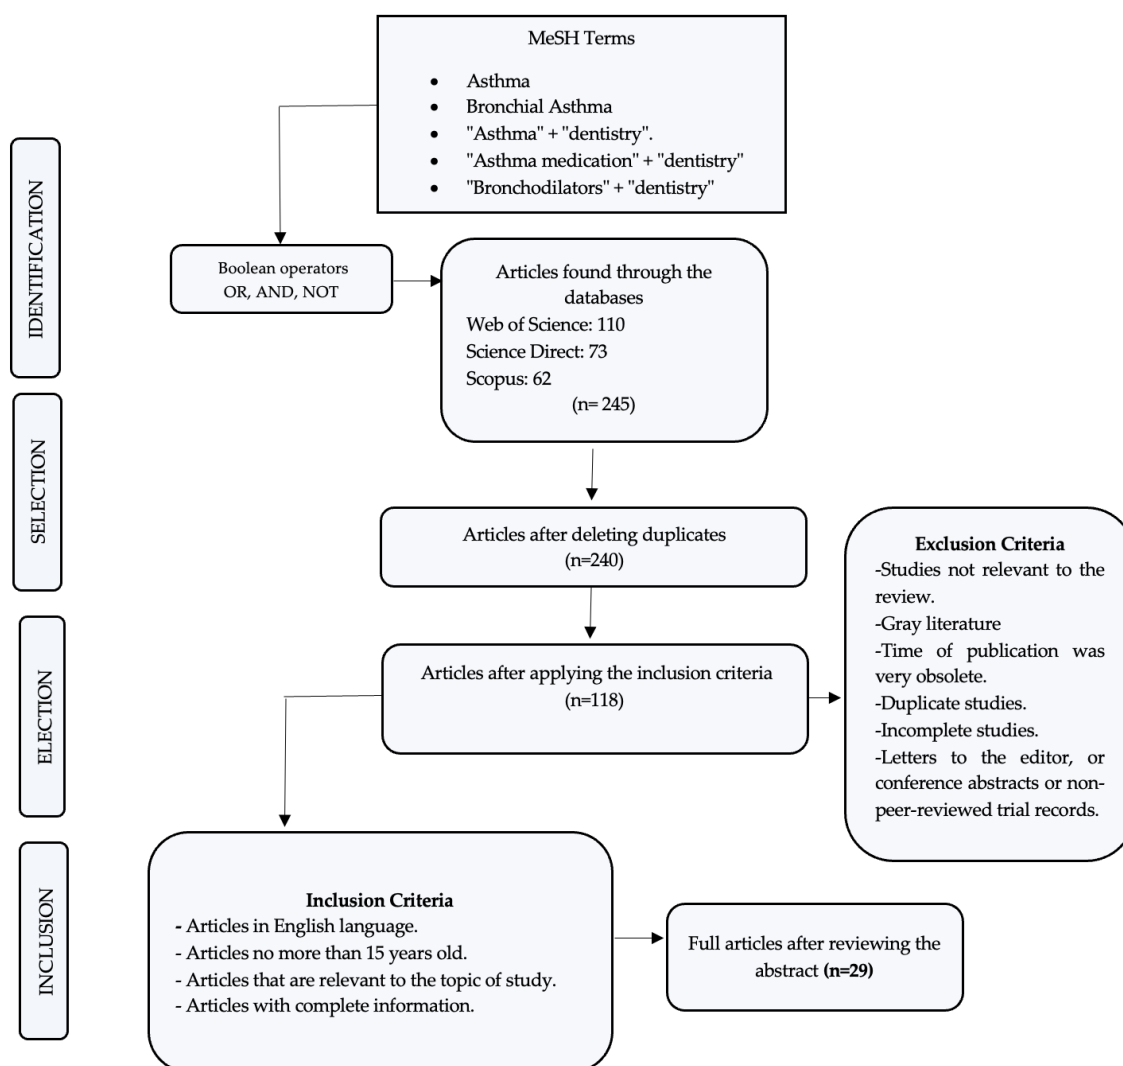 MeSH Terms
• Asthma
• Bronchial Asthma
• "Asthma" + "dentistry".
• "Asthma medication" + "dentistry"
• "Bronchodilators" + "dentistry"
IDENTIFICATION
Boolean operators
OR, AND, NOT
Articles found through the
databases
Web of Science: 110
Science Direct: 73
Scopus: 62
(n= 245)
SELECTION
Articles after deleting duplicates
(n=240)
Exclusion Criteria
-Studies not relevant to the
review.
-Gray literature
-Time of publication was
very obsolete.
-Duplicate studies.
-Incomplete studies.
-Letters to the editor, or
conference abstracts or non-
peer-reviewed trial records.
ELECTION
Articles after applying the inclusion criteria
(n=118)
INCLUSION
Inclusion Criteria
- Articles in English language.
- Articles no more than 15 years old.
- Articles that are relevant to the topic of study.
- Articles with complete information.
Full articles after reviewing the
abstract (n=29)